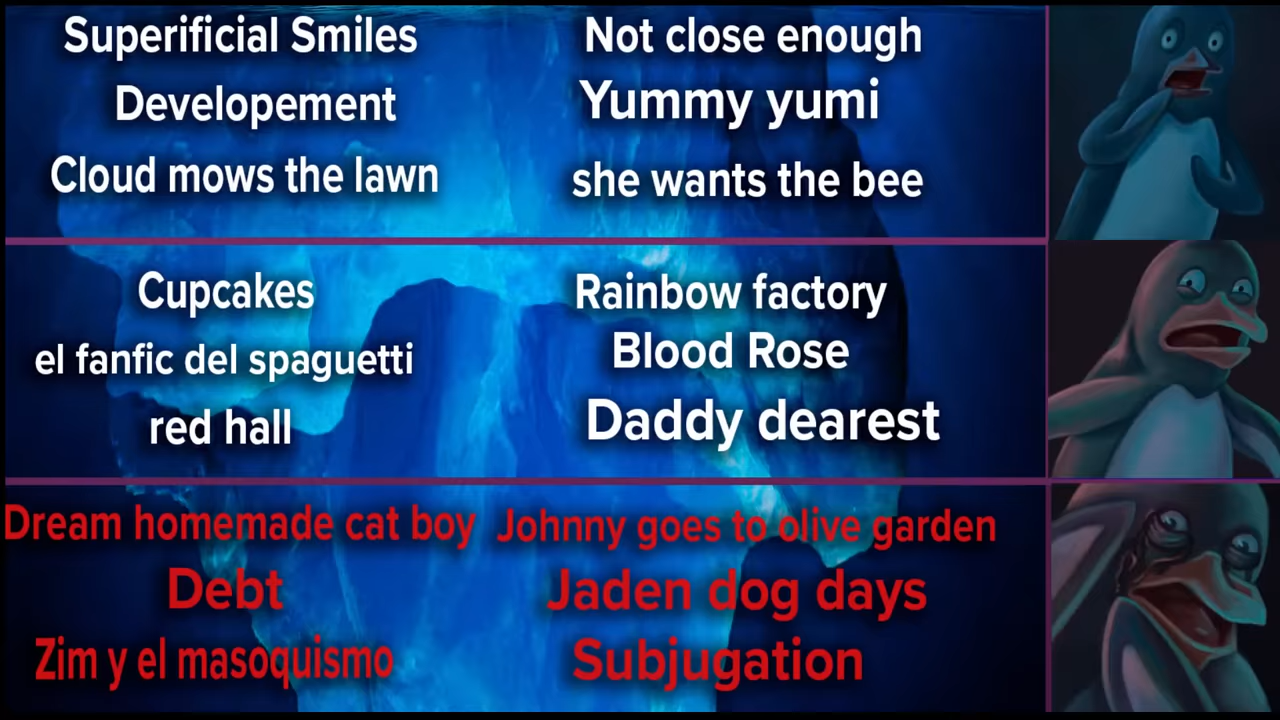 Superificial Smiles
Not close enough
Developement
Yummy yumi
Cloud mows the lawn
she wants the bee
Cupcakes
Rainbow factory
el fanfic del spaguetti
Blood Rose
red hall
Daddy dearest
Dream homemade cat boy
Johnny goes to olive garden
Debt
Jaden dog days
Zim y el masoquismo
Subjugation